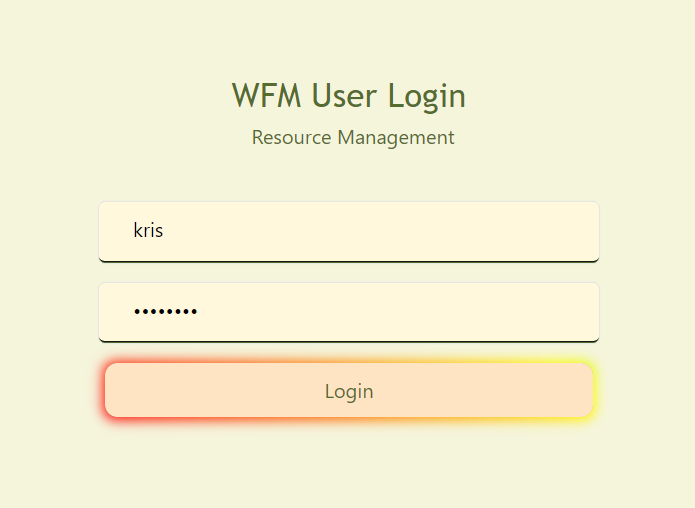 WFM User Login
Resource Management
kris
••••••••
Login